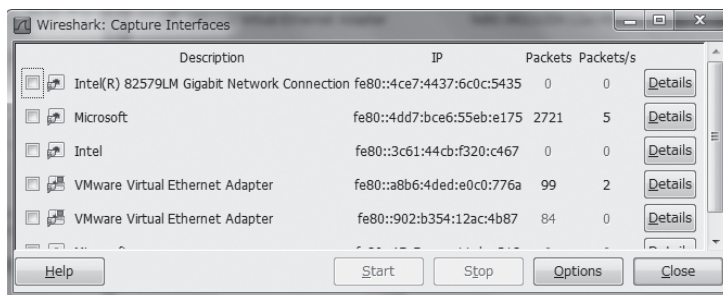 Wireshark: Capture Interfaces
Description IP Packets Packets/s
Intel(R) 82579LM Gigabit Network Connection fe80::4ce7:4437:6c0c:5435 0 0 Details
Microsoft fe80::4dd7:bce6:55eb:e175 2721 5 Details
Intel fe80::3c61:44cb:f320:c467 0 0 Details
VMware Virtual Ethernet Adapter fe80::a8b6:4ded:e0c0:776a 99 2 Details
VMware Virtual Ethernet Adapter fe80::902:b354:12ac:4b87 84 0 Details
Help Start Stop Options Close